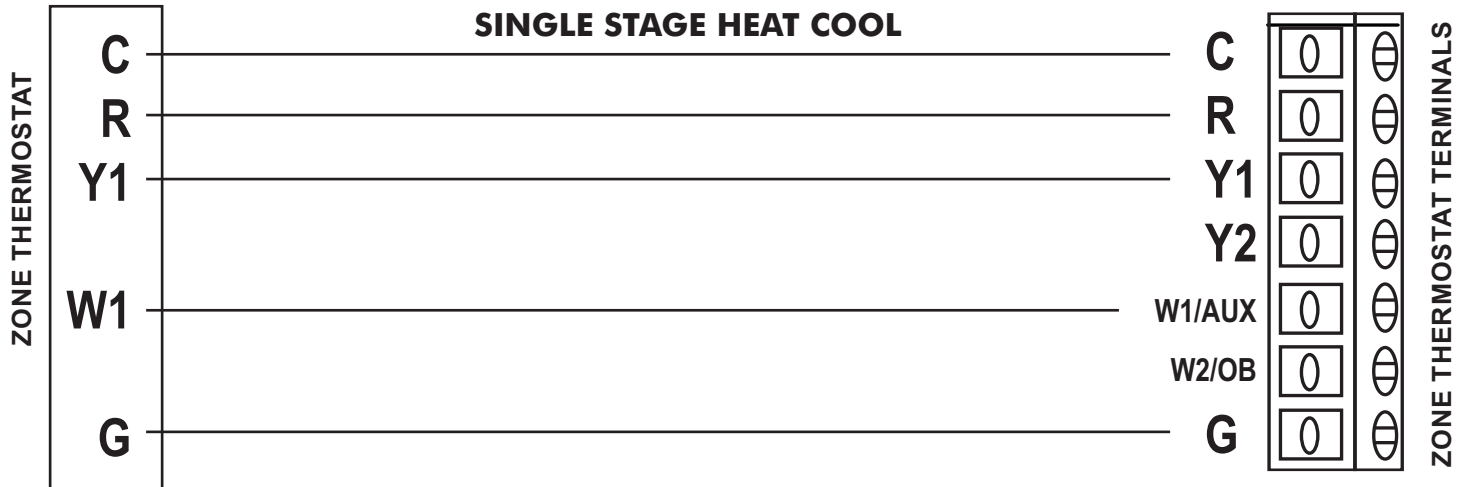 SINGLE STAGE HEAT COOL
ZONE THERMOSTAT
C
R
Y1
W1
G
C
R
Y1
Y2
W1/AUX
W2/OB
G
ZONE THERMOSTAT TERMINALS